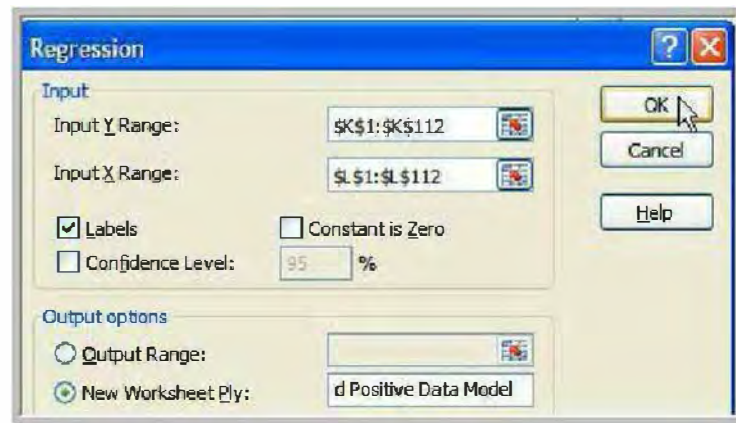 Regression
Input
Input Y Range: $K$1:$K$112
Input X Range: $L$1:$L$112
Labels Constant is Zero
Confidence Level: 95 %
OK
Cancel
Help
Output options
Output Range:
New Worksheet Ply: d Positive Data Model